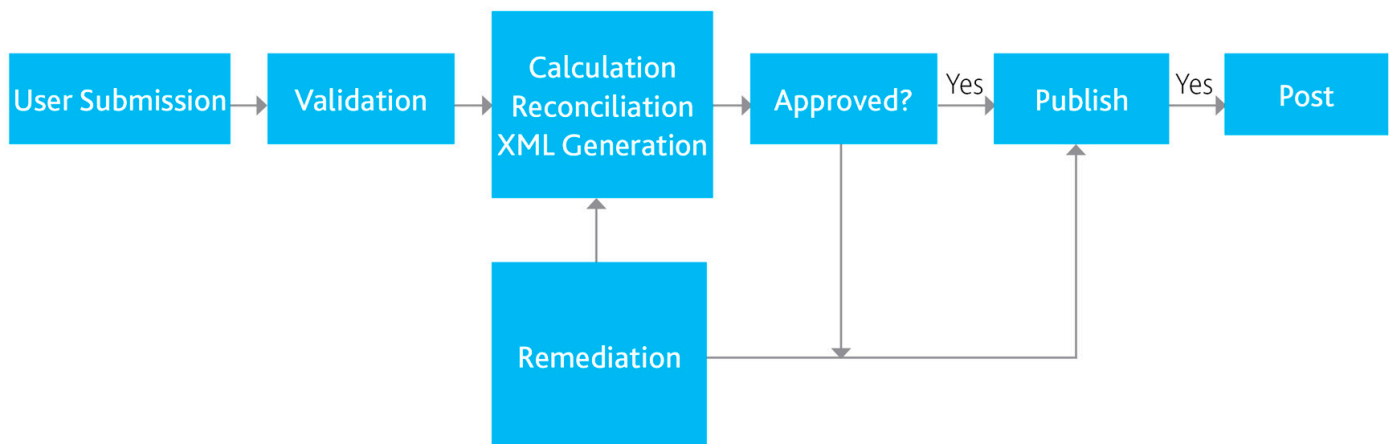 User Submission
Validation
Calculation
Reconciliation
XML Generation
Approved?
Yes
Publish
Yes
Post
Remediation